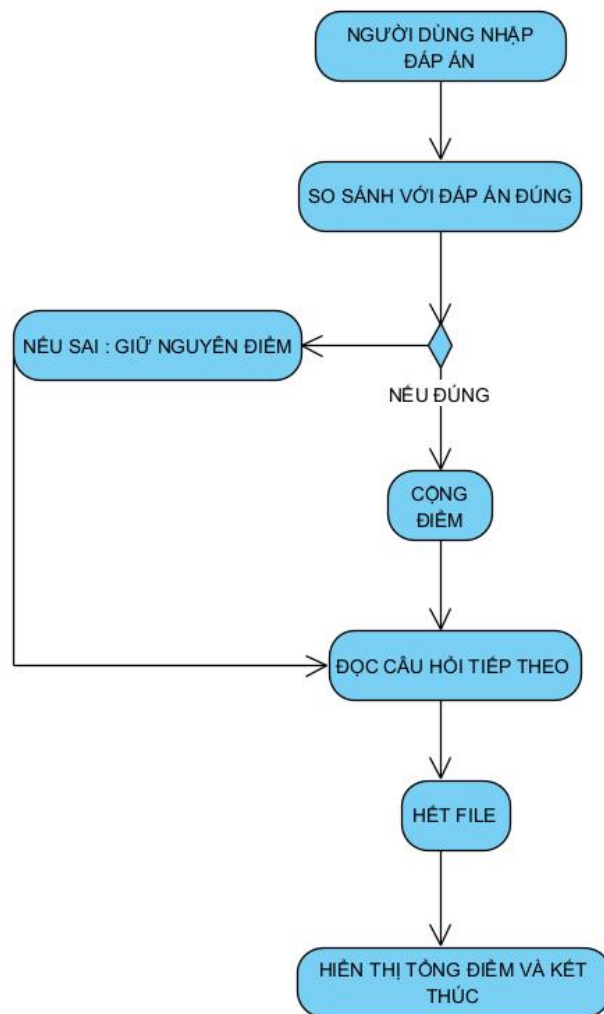 NGƯỜI DÙNG NHẬP
ĐÁP ÁN
SO SÁNH VỚI ĐÁP ÁN ĐÚNG
NẾU SAI : GIỮ NGUYÊN ĐIỂM
NẾU ĐÚNG
CỘNG
ĐIỂM
ĐỌC CÂU HỎI TIẾP THEO
HẾT FILE
HIỂN THỊ TỔNG ĐIỂM VÀ KẾT
THÚC